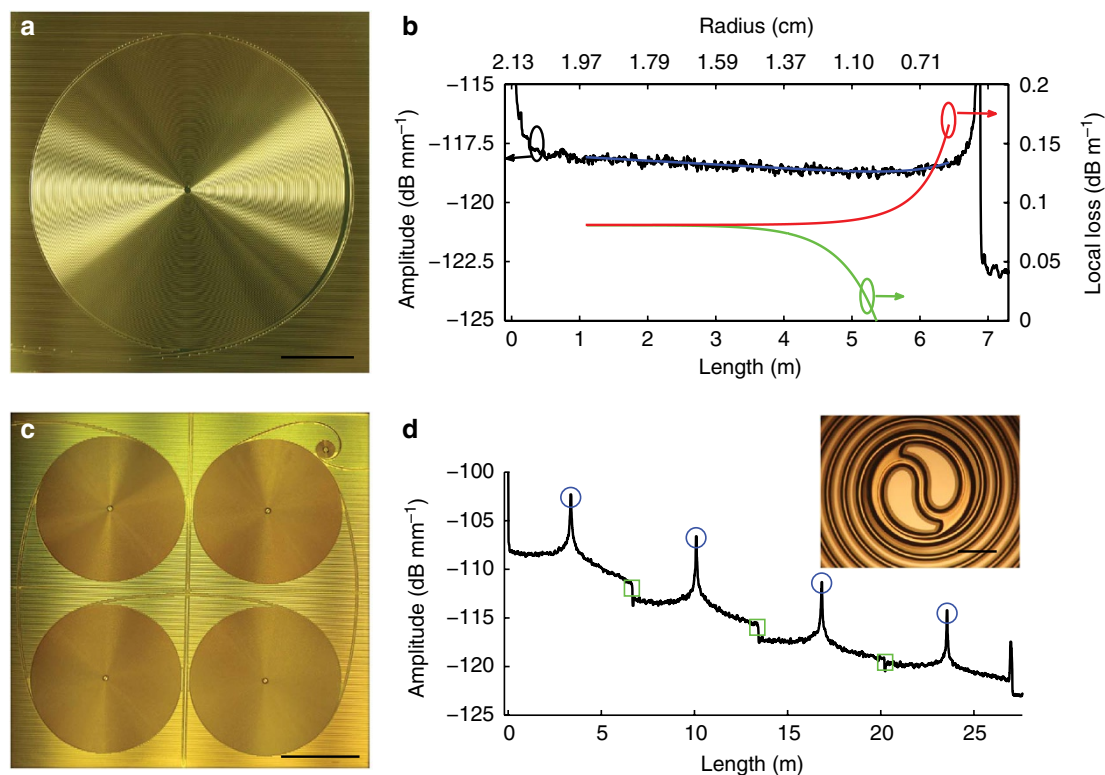 a
b
Radius (cm)
2.13 1.97 1.79 1.59 1.37 1.10 0.71
−115
−117.5
−120
−122.5
−125
Amplitude (dB mm−1)
0.2
0.15
0.1
0.05
0
Local loss (dB m−1)
0 1 2 3 4 5 6 7
Length (m)
c
d
−100
−105
−110
−115
−120
−125
Amplitude (dB mm−1)
0 5 10 15 20 25
Length (m)